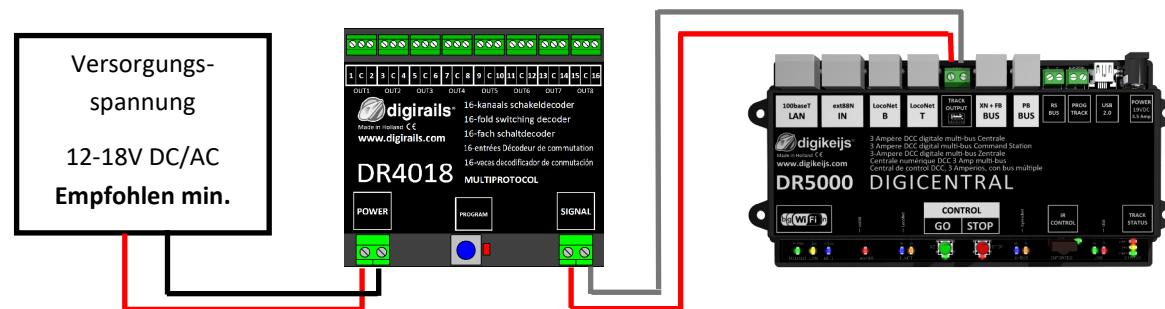 Versorgungs-
spannung
12-18V DC/AC
Empfohlen min.
1 C 2 3 C 4 5 C 6 7 C 8 9 C 10 11 C 12 13 C 14 15 C 16
OUT1 OUT2 OUT3 OUT4 OUT5 OUT6 OUT7 OUT8
digirails
Made in Holland CE
www.digirails.com
16-kanaals schakeldecoder
16-fold switching decoder
16-fach schaltdecoder
16-entrées Décodeur de commutation
16-veces decodificador de conmutación
DR4018 MULTIPROTOCOL
POWER
PROGRAM
SIGNAL
100baseT
LAN
ext88N
IN
LocoNet
B
LocoNet
T
TRACK
OUTPUT
XN + FB
BUS
PB
BUS
RS
BUS
PROG
TRACK
USB
2.0
POWER
19VDC
3.5 Amp
digikeijs
Made in Holland CE
www.digikeijs.com
3 Ampère DCC digitale multi-bus Centrale
3 Ampere DCC digital multi-bus Command Station
3-Ampere DCC digitale multi-bus Zentrale
Centrale numérique DCC 3 Amp multi-bus
Central de control DCC, 3 Amperios, con bus múltiple
DR5000 DIGICENTRAL
WiFi
CONTROL
GO STOP
IR
CONTROL
TRACK
STATUS